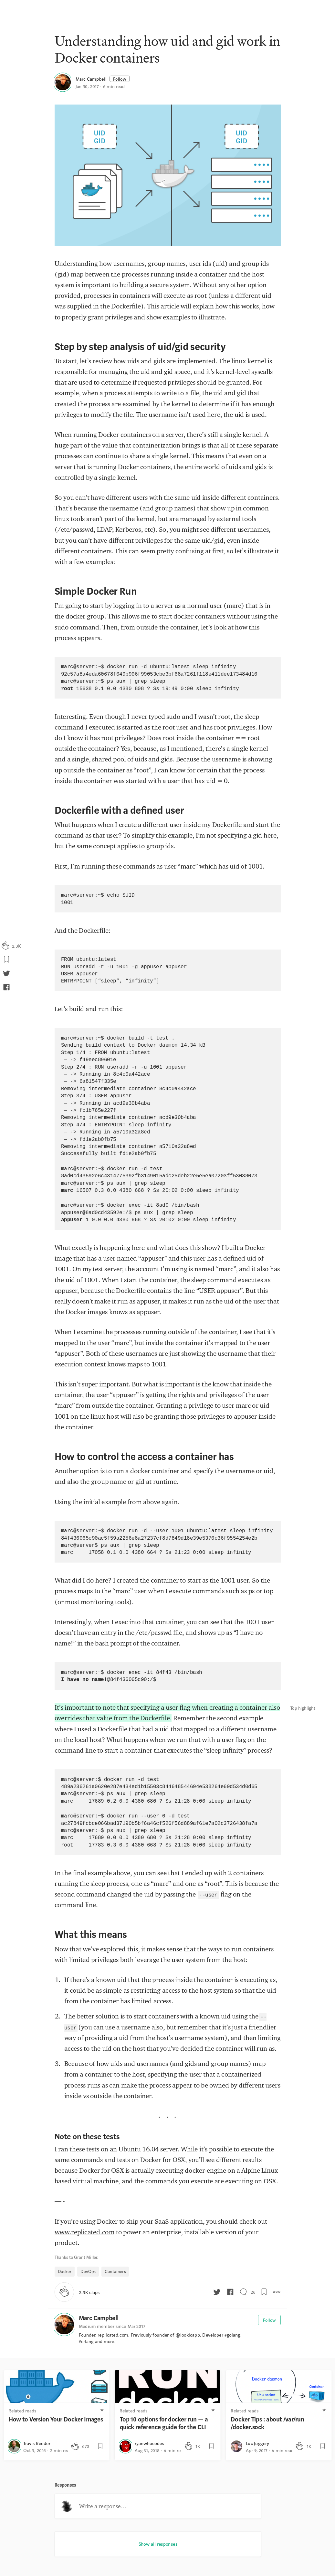 Understanding how uid and gid work in
Docker containers
Marc Campbell Follow
Jan 30, 2017 · 6 min read
UID
GID
UID
GID
Understanding how usernames, group names, user ids (uid) and group ids
(gid) map between the processes running inside a container and the host
system is important to building a secure system. Without any other option
provided, processes in containers will execute as root (unless a different uid
was supplied in the Dockerfile). This article will explain how this works, how
to properly grant privileges and show examples to illustrate.
Step by step analysis of uid/gid security
To start, let's review how uids and gids are implemented. The linux kernel is
responsible for managing the uid and gid space, and it's kernel-level syscalls
that are used to determine if requested privileges should be granted. For
example, when a process attempts to write to a file, the uid and gid that
created the process are examined by the kernel to determine if it has enough
privileges to modify the file. The username isn't used here, the uid is used.
When running Docker containers on a server, there's still a single kernel. A
huge part of the value that containerization brings is that all of these separate
processes can continue to share a single kernel. This means that even on a
server that is running Docker containers, the entire world of uids and gids is
controlled by a single kernel.
So you can't have different users with the same uid inside different containers.
That's because the username (and group names) that show up in common
linux tools aren't part of the kernel, but are managed by external tools
(/etc/passwd, LDAP, Kerberos, etc). So, you might see different usernames,
but you can't have different privileges for the same uid/gid, even inside
different containers. This can seem pretty confusing at first, so let's illustrate it
with a few examples:
Simple Docker Run
I'm going to start by logging in to a server as a normal user (marc) that is in
the docker group. This allows me to start docker containers without using the
sudo command. Then, from outside the container, let's look at how this
process appears.
marc@server:~$ docker run -d ubuntu:latest sleep infinity
marc@server:~$ ps aux | grep sleep
root 15638 0.1 0.0 4380 808 ? Ss 19:49 0:00 sleep infinity
Interesting. Even though I never typed sudo and I wasn't root, the sleep
command I executed is started as the root user and has root privileges. How
do I know it has root privileges? Does root inside the container == root
outside the container? Yes, because, as I mentioned, there's a single kernel
and a single, shared pool of uids and gids. Because the username is showing
up outside the container as "root", I can know for certain that the process
inside the container was started with a user that has uid = 0.
Dockerfile with a defined user
What happens when I create a different user inside my Dockerfile and start the
command as that user? To simplify this example, I'm not specifying a gid here,
but the same concept applies to group ids.
First, I'm running these commands as user "marc" which has uid of 1001.
marc@server:~$ echo $UID
1001
And the Dockerfile:
2.3K
FROM ubuntu:latest
RUN useradd -r -u 1001 -g appuser appuser
USER appuser
ENTRYPOINT ["sleep", "infinity"]
Let's build and run this:
marc@server:~$ docker build -t test .
Sending build context to Docker daemon 14.34 kB
Step 1/4 : FROM ubuntu:latest
— -> f49eec89601e
Step 2/4 : RUN useradd -r -u 1001 appuser
— -> Running in 8c4c0a442ace
— -> 6a81547f335e
Removing intermediate container 8c4c0a442ace
Step 3/4 : USER appuser
— -> Running in acd9e30b4aba
— -> fc1b765e227f
Removing intermediate container acd9e30b4aba
Step 4/4 : ENTRYPOINT sleep infinity
— -> Running in a5710a32a8ed
— -> fd1e2ab0fb75
Removing intermediate container a5710a32a8ed
Successfully built fd1e2ab0fb75
marc@server:~$ docker run -d test
marc@server:~$ ps aux | grep sleep
marc 16507 0.3 0.0 4380 668 ? Ss 20:02 0:00 sleep infinity
marc@server:~$ docker exec -it 8ad0 /bin/bash
appuser@8ad0cd43592e:/$ ps aux | grep sleep
appuser 1 0.0 0.0 4380 668 ? Ss 20:02 0:00 sleep infinity
What exactly is happening here and what does this show? I built a Docker
image that has a user named "appuser" and this user has a defined uid of
1001. On my test server, the account I'm using is named "marc", and it also has
the uid of 1001. When I start the container, the sleep command executes as
appuser, because the Dockerfile contains the line "USER appuser". But this
really doesn't make it run as appuser, it makes it run as the uid of the user that
the Docker images knows as appuser.
When I examine the processes running outside of the container, I see that it's
mapped to the user "marc", but inside the container it's mapped to the user
"appuser". Both of these usernames are just showing the username that their
execution context knows maps to 1001.
This isn't super important. But what is important is the know that inside the
container, the user "appuser" is getting the rights and privileges of the user
"marc" from outside the container. Granting a privilege to user marc or uid
1001 on the linux host will also be granting those privileges to appuser inside
the container.
How to control the access a container has
Another option is to run a docker container and specify the username or uid,
and also the group name or gid at runtime.
Using the initial example from above again.
marc@server:~$ docker run -d --user 1001 ubuntu:latest sleep infinity
marc@server$ ps aux | grep sleep
marc 17058 0.1 0.0 4380 664 ? Ss 21:23 0:00 sleep infinity
What did I do here? I created the container to start as the 1001 user. So the
process maps to the "marc" user when I execute commands such as ps or top
(or most monitoring tools).
Interestingly, when I exec into that container, you can see that the 1001 user
doesn't have an entry in the /etc/passwd file, and shows up as "I have no
name!" in the bash prompt of the container.
marc@server:~$ docker exec -it 84f43 /bin/bash
I have no name!@84f436065c90:/$
It's important to note that specifying a user flag when creating a container also
Top highlight
overrides that value from the Dockerfile. Remember the second example
where I used a Dockerfile that had a uid that mapped to a different username
on the local host? What happens when we run that with a user flag on the
command line to start a container that executes the "sleep infinity" process?
marc@server:$ docker run -d test
marc@server:~$ ps aux | grep sleep
marc 17689 0.2 0.0 4380 680 ? Ss 21:28 0:00 sleep infinity
marc@server:~$ docker run --user 0 -d test
marc@server:~$ ps aux | grep sleep
marc 17689 0.0 0.0 4380 680 ? Ss 21:28 0:00 sleep infinity
root 17783 0.3 0.0 4380 668 ? Ss 21:28 0:00 sleep infinity
In the final example above, you can see that I ended up with 2 containers
running the sleep process, one as "marc" and one as "root". This is because the
second command changed the uid by passing the --user flag on the
command line.
What this means
Now that we've explored this, it makes sense that the ways to run containers
with limited privileges both leverage the user system from the host:
1. If there's a known uid that the process inside the container is executing as,
it could be as simple as restricting access to the host system so that the uid
from the container has limited access.
2. The better solution is to start containers with a known uid using the --
user (you can use a username also, but remember that it's just a friendlier
way of providing a uid from the host's username system), and then limiting
access to the uid on the host that you've decided the container will run as.
3. Because of how uids and usernames (and gids and group names) map
from a container to the host, specifying the user that a containerized
process runs as can make the process appear to be owned by different users
inside vs outside the container.
. . .
Note on these tests
I ran these tests on an Ubuntu 16.04 server. While it's possible to execute the
same commands and tests on Docker for OSX, you'll see different results
because Docker for OSX is actually executing docker-engine on a Alpine Linux
based virtual machine, and not the OSX computer you execute commands on.
— -
If you're using Docker to ship your SaaS application, you should check out
www.replicated.com to power an enterprise, installable version of your
product.
Thanks to Grant Miller.
Docker DevOps Containers
2.3K claps
Marc Campbell
Medium member since Mar 2017
Founder, replicated.com. Previously founder of @lookisapp. Developer #golang,
#erlang and more.
Follow
Related reads
How to Version Your Docker Images
Travis Reeder
Related reads
Top 10 options for docker run — a
quick reference guide for the CLI
ryanwhocodes
Docker daemon
Related reads
Docker Tips : about /var/run
/docker.sock
Luc Juggery
Responses
Write a response...
Show all responses